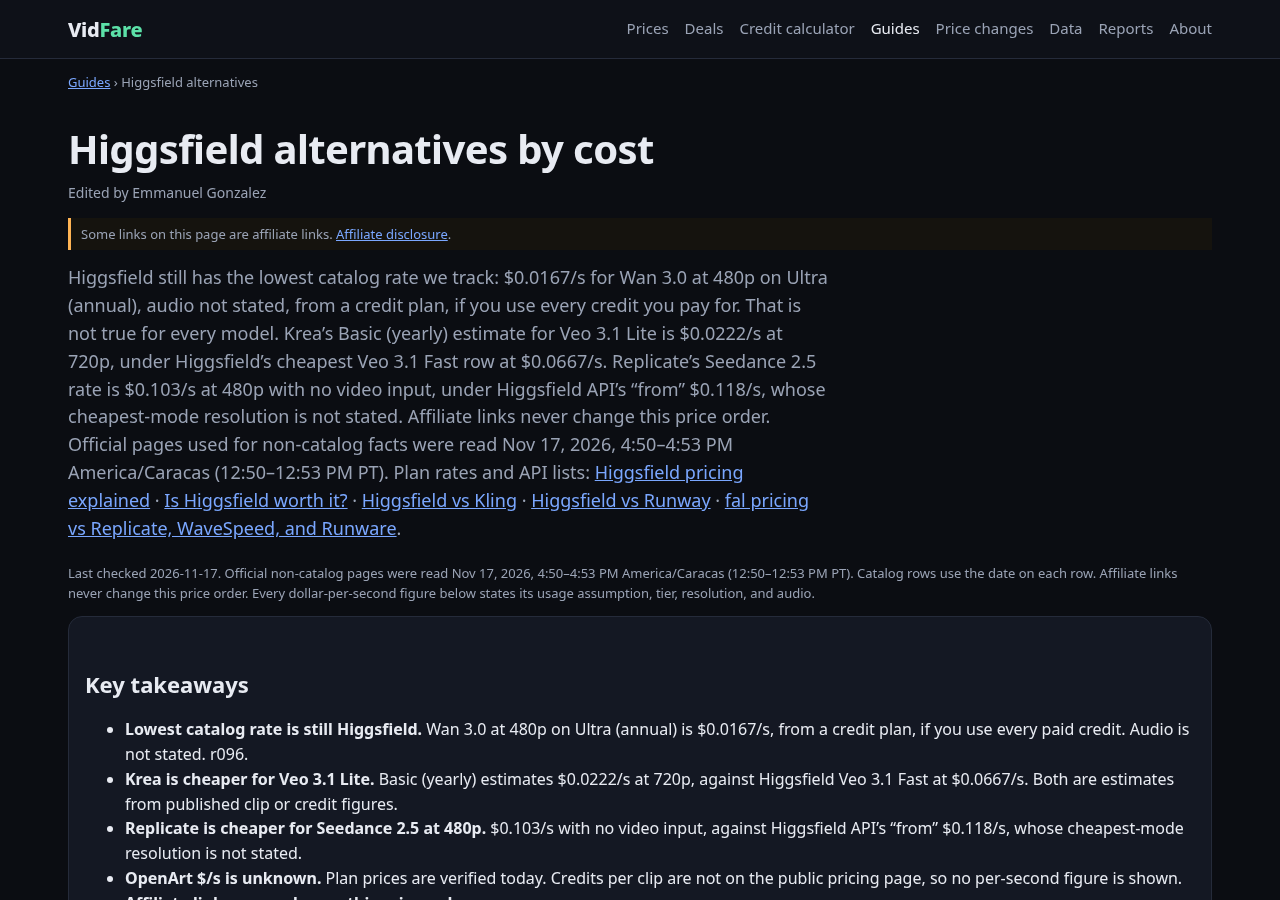 VidFare
Prices Deals Credit calculator Guides Price changes Data Reports About
Guides › Higgsfield alternatives
Higgsfield alternatives by cost
Edited by Emmanuel Gonzalez
Some links on this page are affiliate links. Affiliate disclosure.
Higgsfield still has the lowest catalog rate we track: $0.0167/s for Wan 3.0 at 480p on Ultra
(annual), audio not stated, from a credit plan, if you use every credit you pay for. That is
not true for every model. Krea’s Basic (yearly) estimate for Veo 3.1 Lite is $0.0222/s at
720p, under Higgsfield’s cheapest Veo 3.1 Fast row at $0.0667/s. Replicate’s Seedance 2.5
rate is $0.103/s at 480p with no video input, under Higgsfield API’s “from” $0.118/s, whose
cheapest-mode resolution is not stated. Affiliate links never change this price order.
Official pages used for non-catalog facts were read Nov 17, 2026, 4:50–4:53 PM
America/Caracas (12:50–12:53 PM PT). Plan rates and API lists: Higgsfield pricing
explained · Is Higgsfield worth it? · Higgsfield vs Kling · Higgsfield vs Runway · fal pricing
vs Replicate, WaveSpeed, and Runware.
Last checked 2026-11-17. Official non-catalog pages were read Nov 17, 2026, 4:50–4:53 PM America/Caracas (12:50–12:53 PM PT). Catalog rows use the date on each row. Affiliate links
never change this price order. Every dollar-per-second figure below states its usage assumption, tier, resolution, and audio.
Key takeaways
• Lowest catalog rate is still Higgsfield. Wan 3.0 at 480p on Ultra (annual) is $0.0167/s, from a credit plan, if you use every paid credit. Audio is
not stated. r096.
• Krea is cheaper for Veo 3.1 Lite. Basic (yearly) estimates $0.0222/s at 720p, against Higgsfield Veo 3.1 Fast at $0.0667/s. Both are estimates
from published clip or credit figures.
• Replicate is cheaper for Seedance 2.5 at 480p. $0.103/s with no video input, against Higgsfield API’s “from” $0.118/s, whose cheapest-mode
resolution is not stated.
• OpenArt $/s is unknown. Plan prices are verified today. Credits per clip are not on the public pricing page, so no per-second figure is shown.